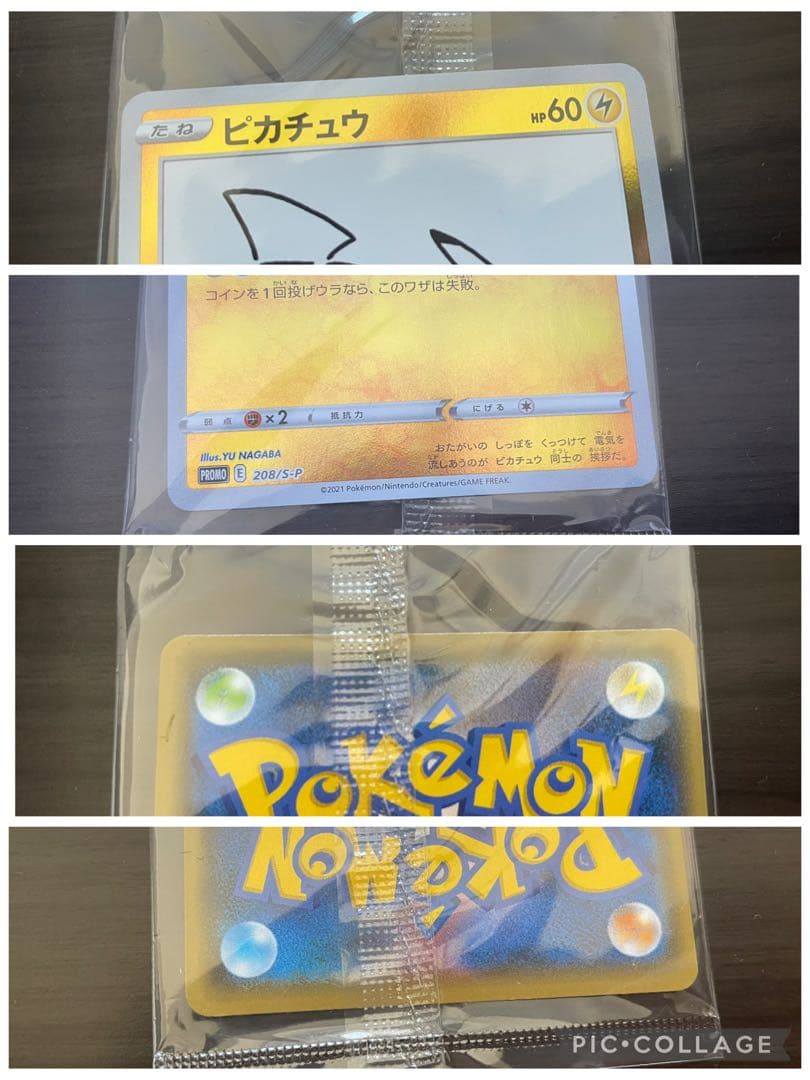 たね ピカチュウ HP60
コインを1回投げウラなら、このワザは失敗。
弱点 ×2 抵抗力 にげる
Illus.YU NAGABA
PROMO E 208/S-P
おたがいの しっぽを くっつけて 電気を
流しあうのが ピカチュウ 同士の 挨拶だ。
©2021 Pokémon/Nintendo/Creatures/GAME FREAK.
POKéMON
POKéMON
PIC•COLLAGE